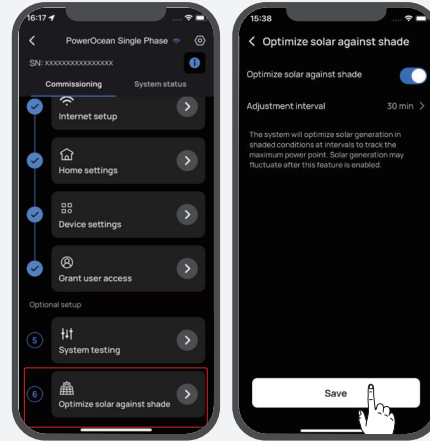 16:17
PowerOcean Single Phase
SN: XXXXXXXXXXXXXXXX
Commissioning
System status
Internet setup
Home settings
Device settings
Grant user access
Optional setup
5
System testing
6
Optimize solar against shade
15:38
Optimize solar against shade
Optimize solar against shade
Adjustment interval
30 min
The system will optimize solar generation in
shaded conditions at intervals to track the
maximum power point. Solar generation may
fluctuate after this feature is enabled.
Save